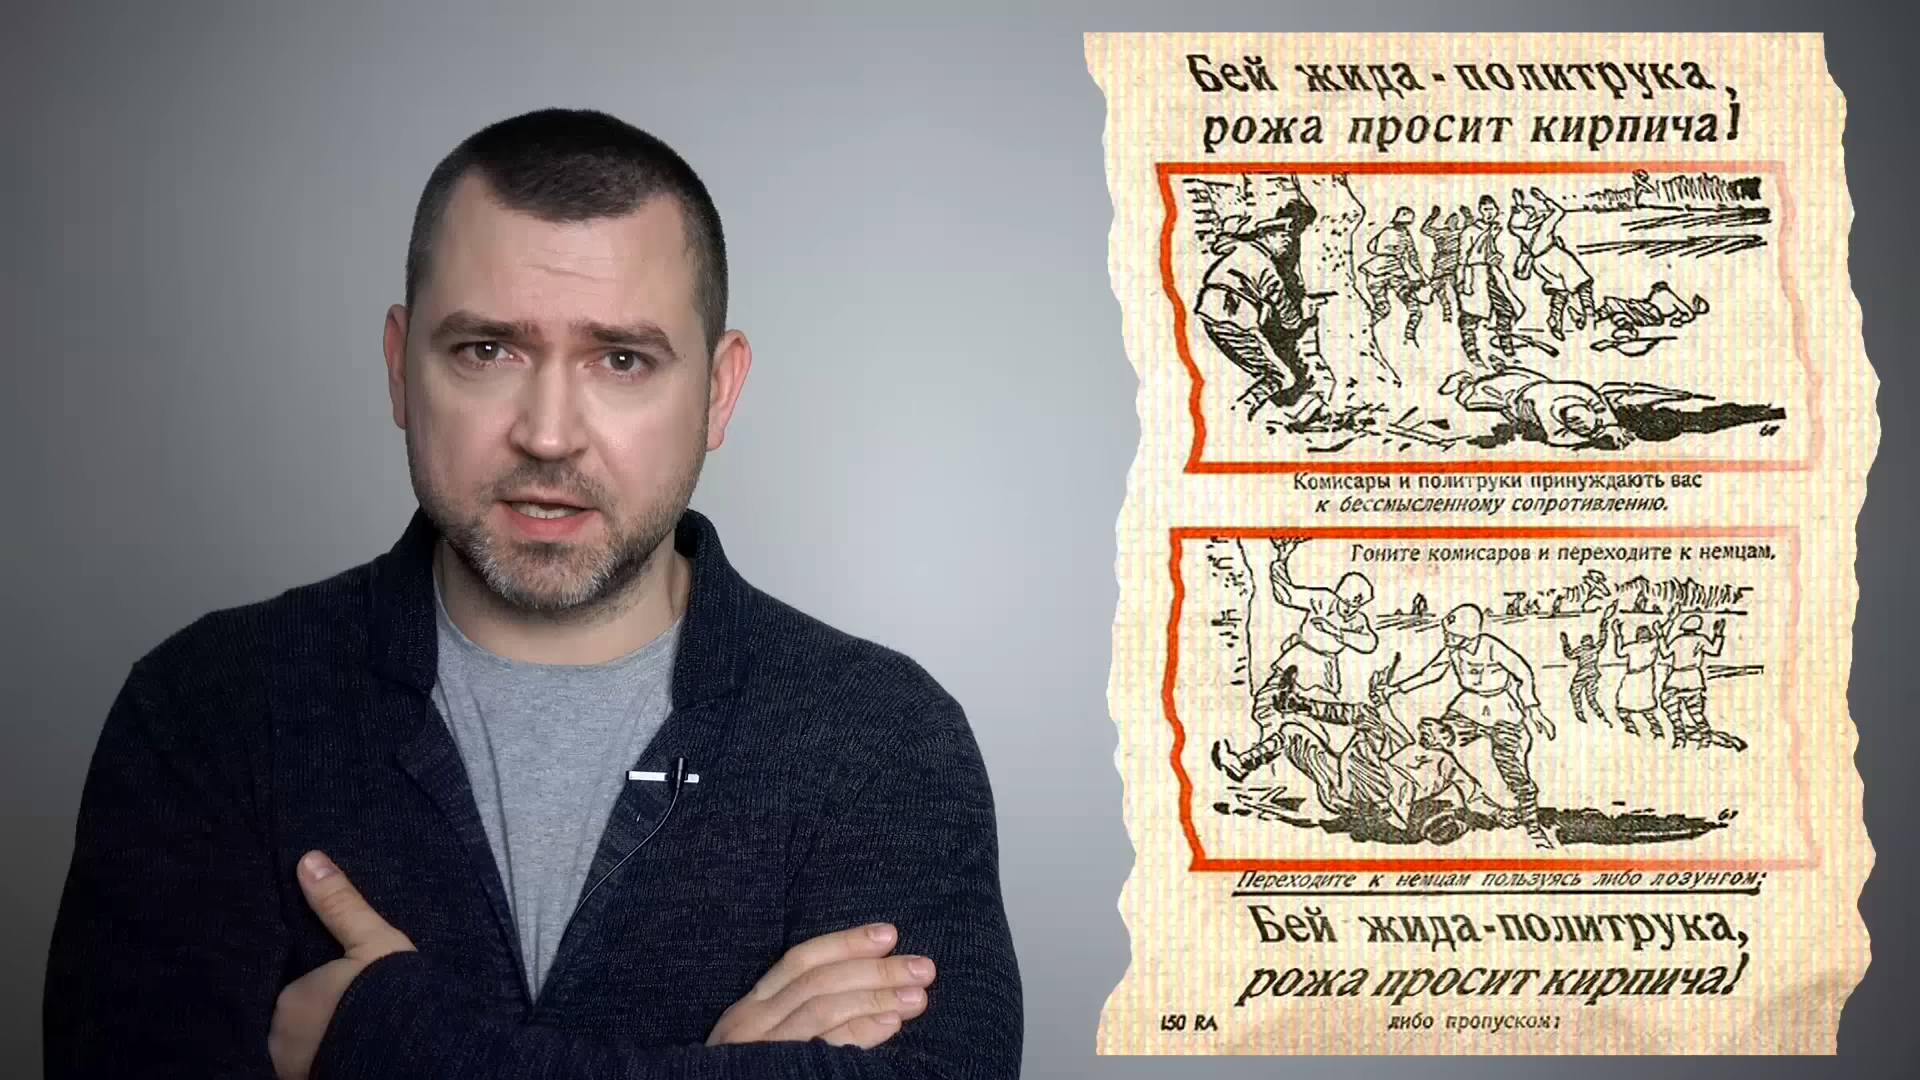 Бей жида-политрука,
рожа просит кирпича!
Комисары и политруки принуждають вас
к бессмысленному сопротивлению.
Гоните комисаров и переходите к немцам.
Переходите к немцам пользуясь либо лозунгом:
Бей жида-политрука,
рожа просит кирпича!
150 RA
либо пропуском: